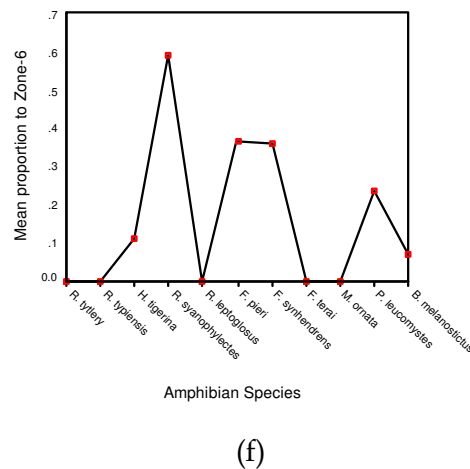 .7
.6
.5
.4
.3
.2
.1
0.0
Mean proportion to Zone-6
R. tytlery
R. typiensis
H. tigerina
R. syanophylectes
R. leptoglosus
F. pieri
F. synhendrens
F. terai
M. ornata
P. leucomystes
B. melanostictus
Amphibian Species
(f)